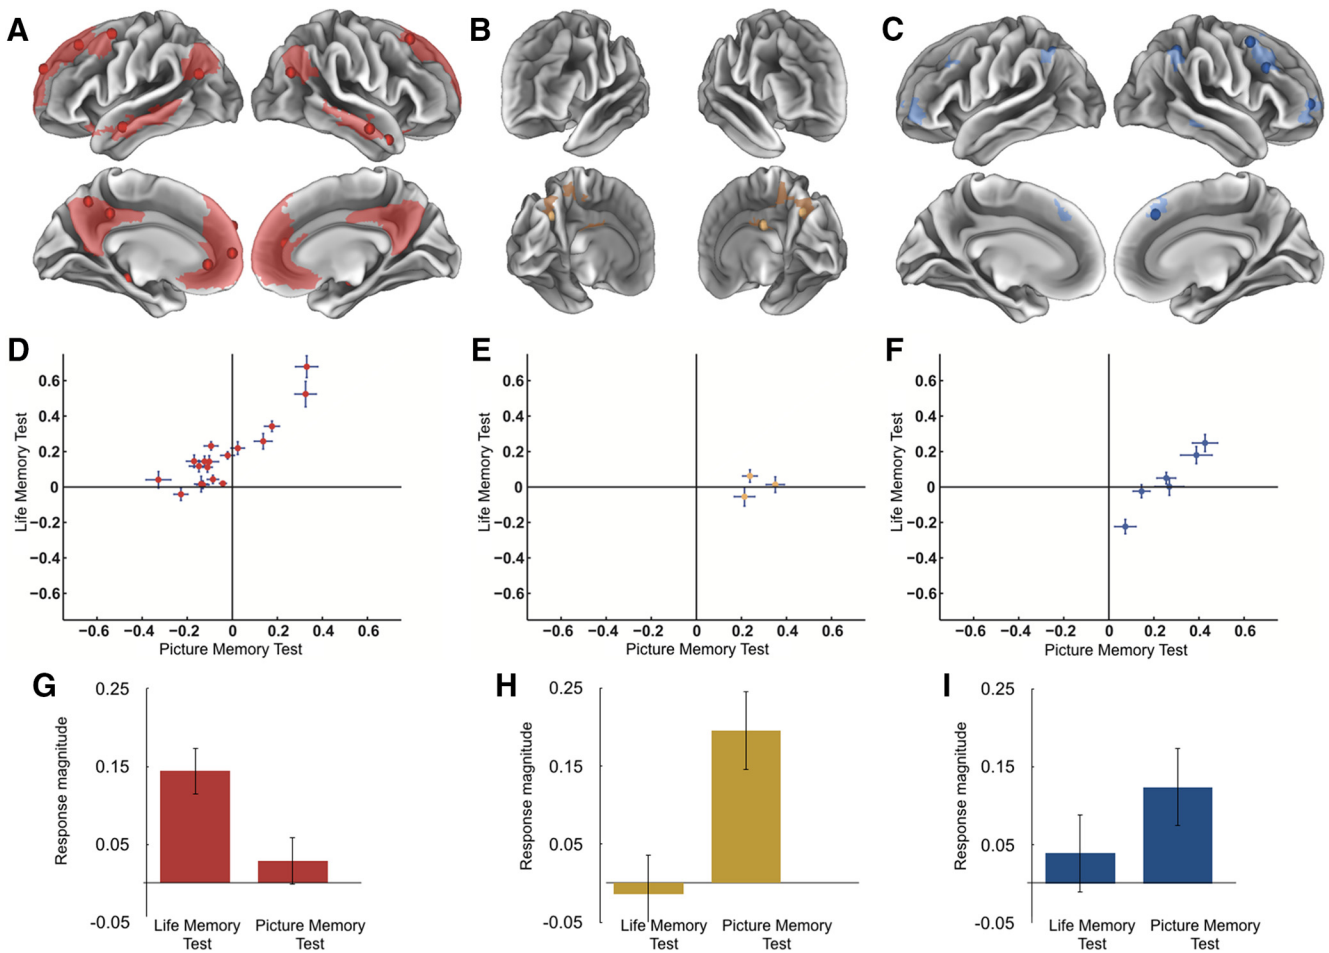 A
B
C
D
E
F
Life Memory Test
0.6
0.4
0.2
0
−0.2
−0.4
−0.6
−0.6
−0.4
−0.2
0
0.2
0.4
0.6
Picture Memory Test
Life Memory Test
0.6
0.4
0.2
0
−0.2
−0.4
−0.6
−0.6
−0.4
−0.2
0
0.2
0.4
0.6
Picture Memory Test
Life Memory Test
0.6
0.4
0.2
0
−0.2
−0.4
−0.6
−0.6
−0.4
−0.2
0
0.2
0.4
0.6
Picture Memory Test
G
Response magnitude
0.25
0.15
0.05
-0.05
Life Memory
Test
Picture Memory
Test
H
Response magnitude
0.25
0.15
0.05
-0.05
Life Memory
Test
Picture Memory
Test
I
Response magnitude
0.25
0.15
0.05
-0.05
Life Memory
Test
Picture Memory
Test